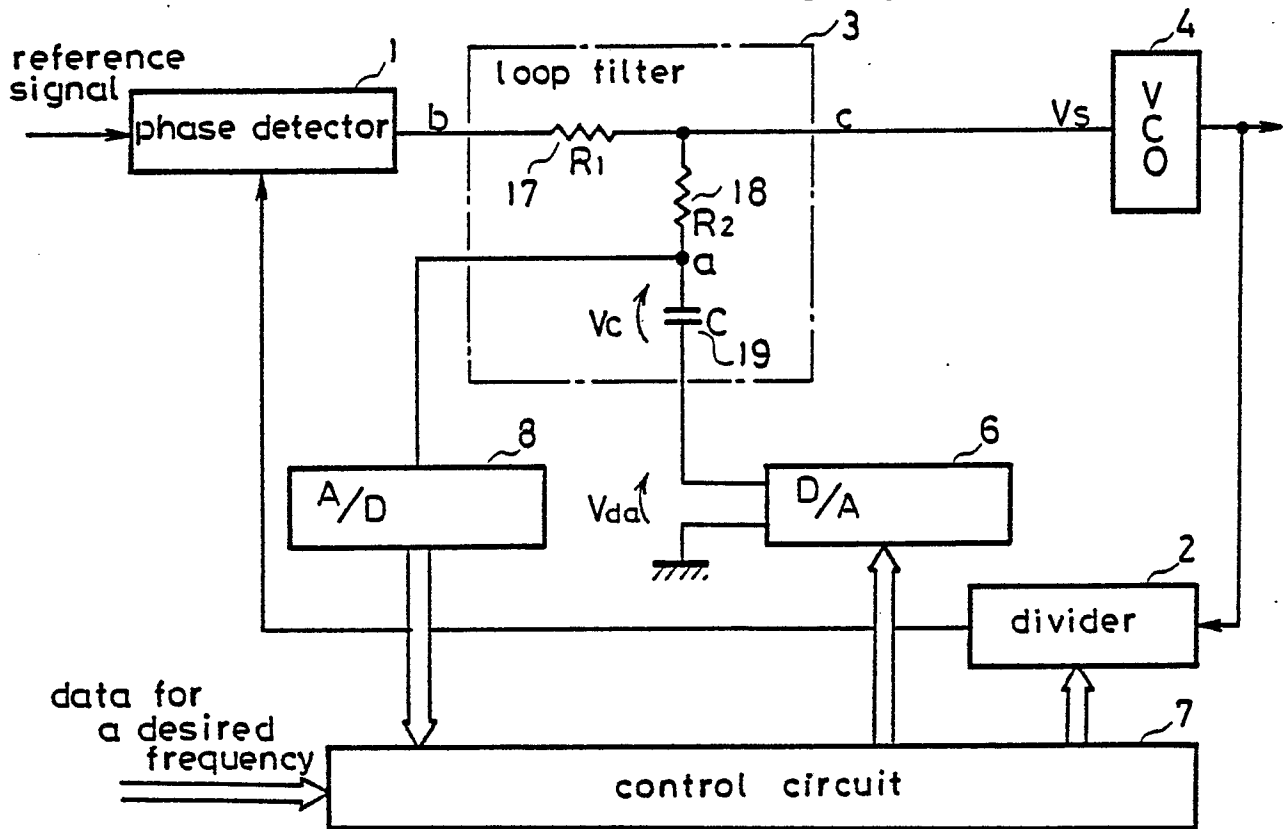 reference
signal
1
phase detector
b
loop filter
3
17
R1
18
R2
a
Vc
C
19
c
Vs
4
V
C
O
8
A/D
Vda
6
D/A
2
divider
data for
a desired
frequency
7
control circuit